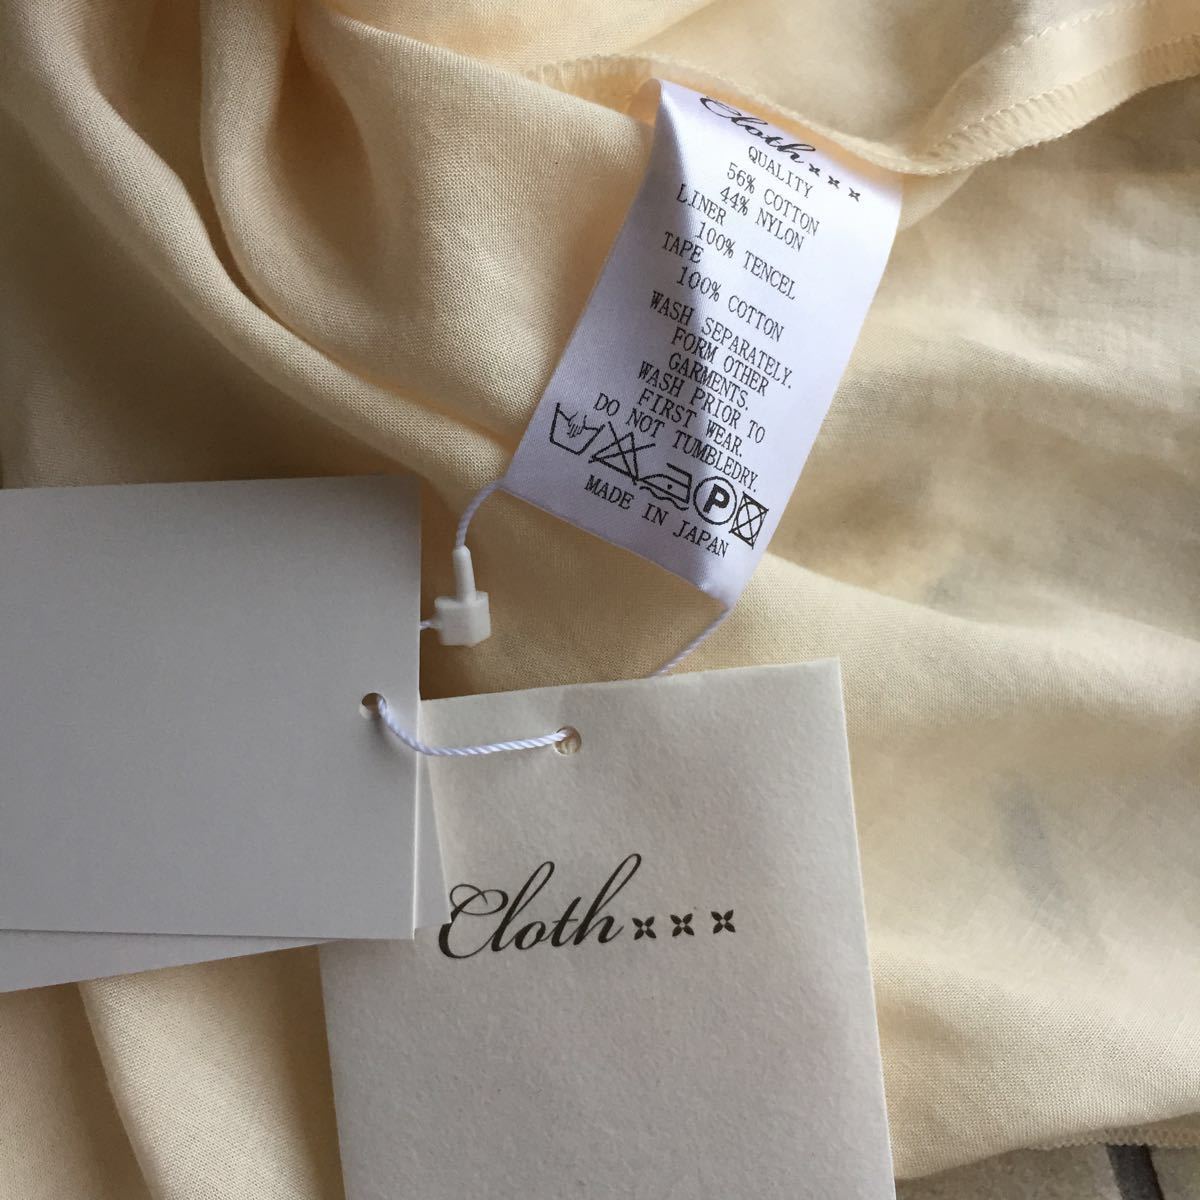 Cloth
QUALITY
56% COTTON
44% NYLON
LINER
100% TENCEL
TAPE
100% COTTON
WASH SEPARATELY.
FORM OTHER
GARMENTS.
WASH PRIOR TO
FIRST WEAR.
DO NOT TUMBLEDRY.
P
MADE IN JAPAN
Cloth